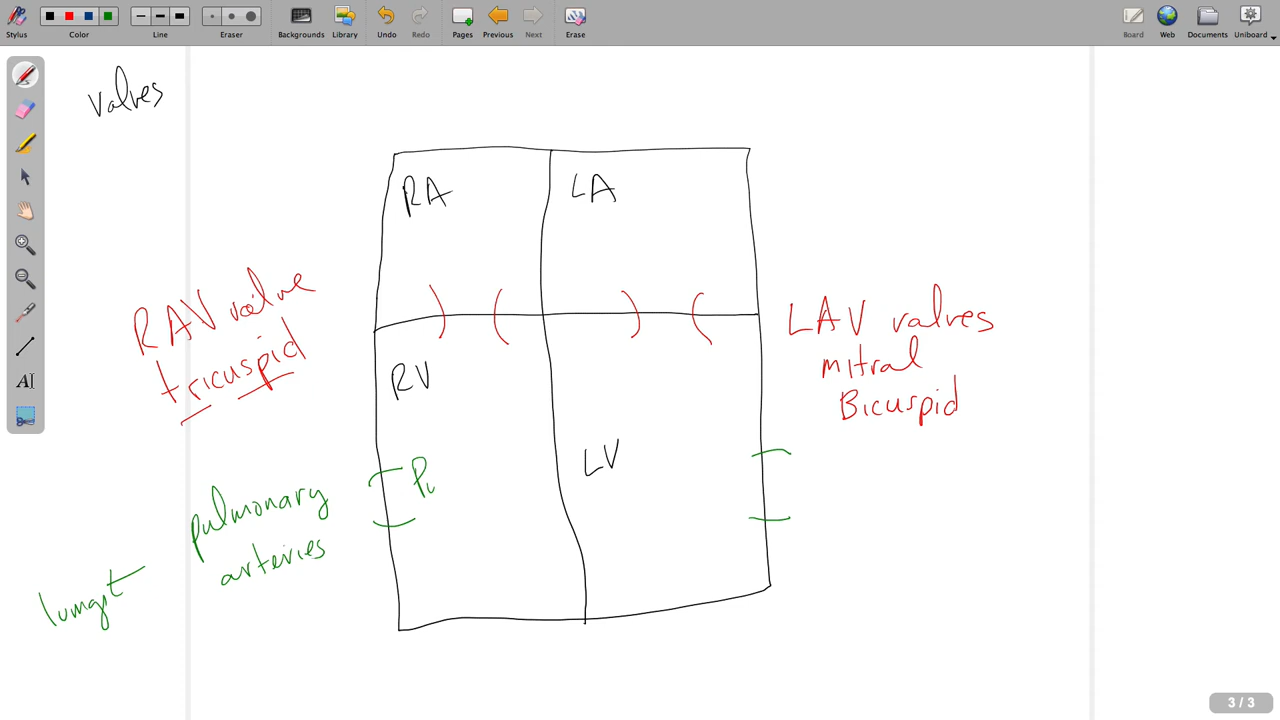 Stylus
Color
Line
Eraser
Backgrounds
Library
Undo
Redo
Pages
Previous
Next
Erase
Board
Web
Documents
Uniboard
valves
RA
LA
RAV valve
tricuspid
LAV valves
mitral
Bicuspid
RV
LV
Pu
pulmonary
arteries
3 / 3